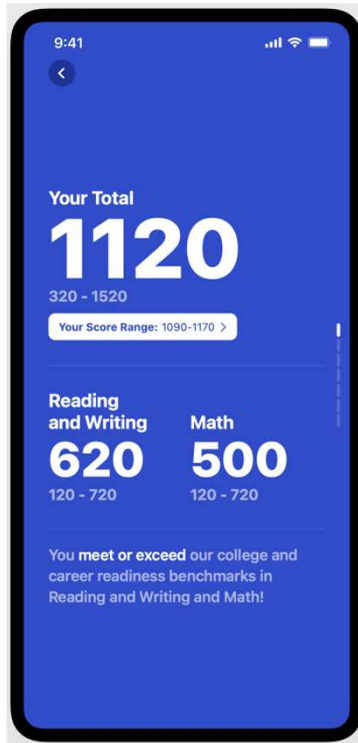 9:41
Your Total
1120
320 - 1520
Your Score Range: 1090-1170 >
Reading
and Writing
620
120 - 720
Math
500
120 - 720
You meet or exceed our college and
career readiness benchmarks in
Reading and Writing and Math!